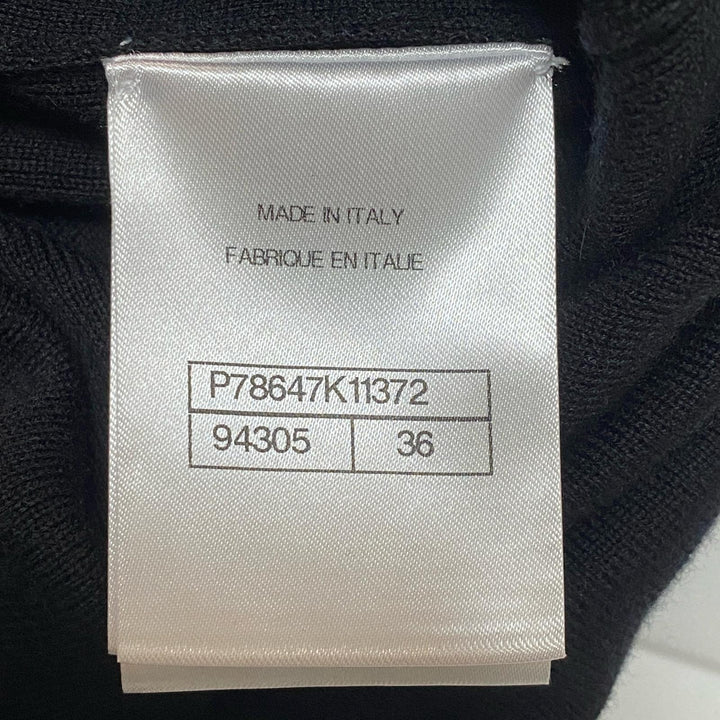 MADE IN ITALY
FABRIQUE EN ITALIE
P78647K11372
94305 36